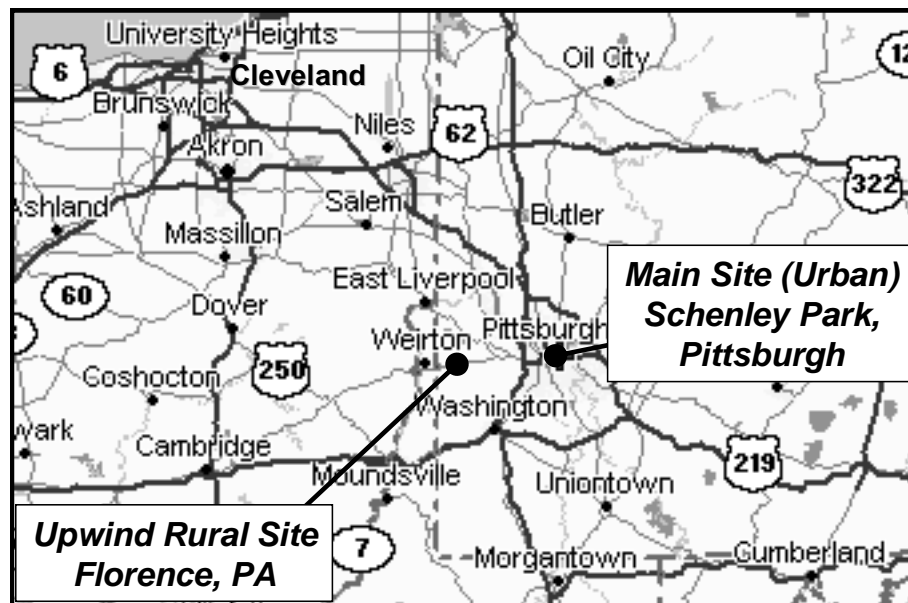 University Heights
Oil City
6
12
Cleveland
Brunswick
Niles
62
Akron
322
Ashland
Salem
Butler
Massillon
Main Site (Urban)
Schenley Park,
Pittsburgh
East Liverpool
60
Dover
Pittsburgh
Weirton
250
Coshocton
Washington
wark
Cambridge
219
Moundsville
Uniontown
Upwind Rural Site
Florence, PA
7
Morgantown
Cumberland